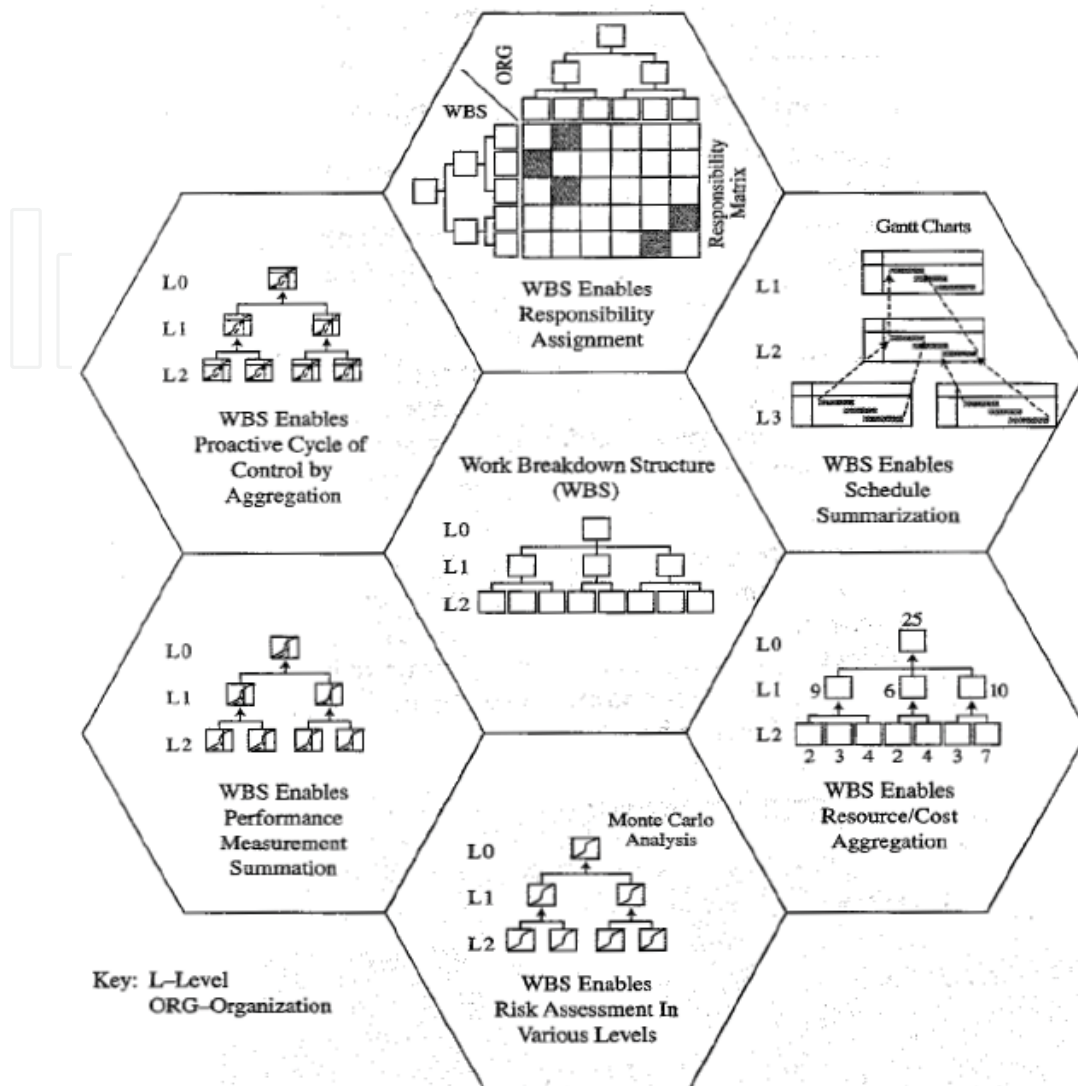 ORG
WBS
Responsibility
Matrix
WBS Enables
Responsibility
Assignment
L0
L1
L2
WBS Enables
Proactive Cycle of
Control by
Aggregation
Gantt Charts
L1
L2
L3
WBS Enables
Schedule
Summarization
Work Breakdown Structure
(WBS)
L0
L1
L2
L0
L1
L2
WBS Enables
Performance
Measurement
Summation
25
L0
L1
9
6
10
L2
2 3 4 2 4 3 7
WBS Enables
Resource/Cost
Aggregation
Monte Carlo
Analysis
L0
L1
L2
WBS Enables
Risk Assessment In
Various Levels
Key: L–Level
ORG–Organization